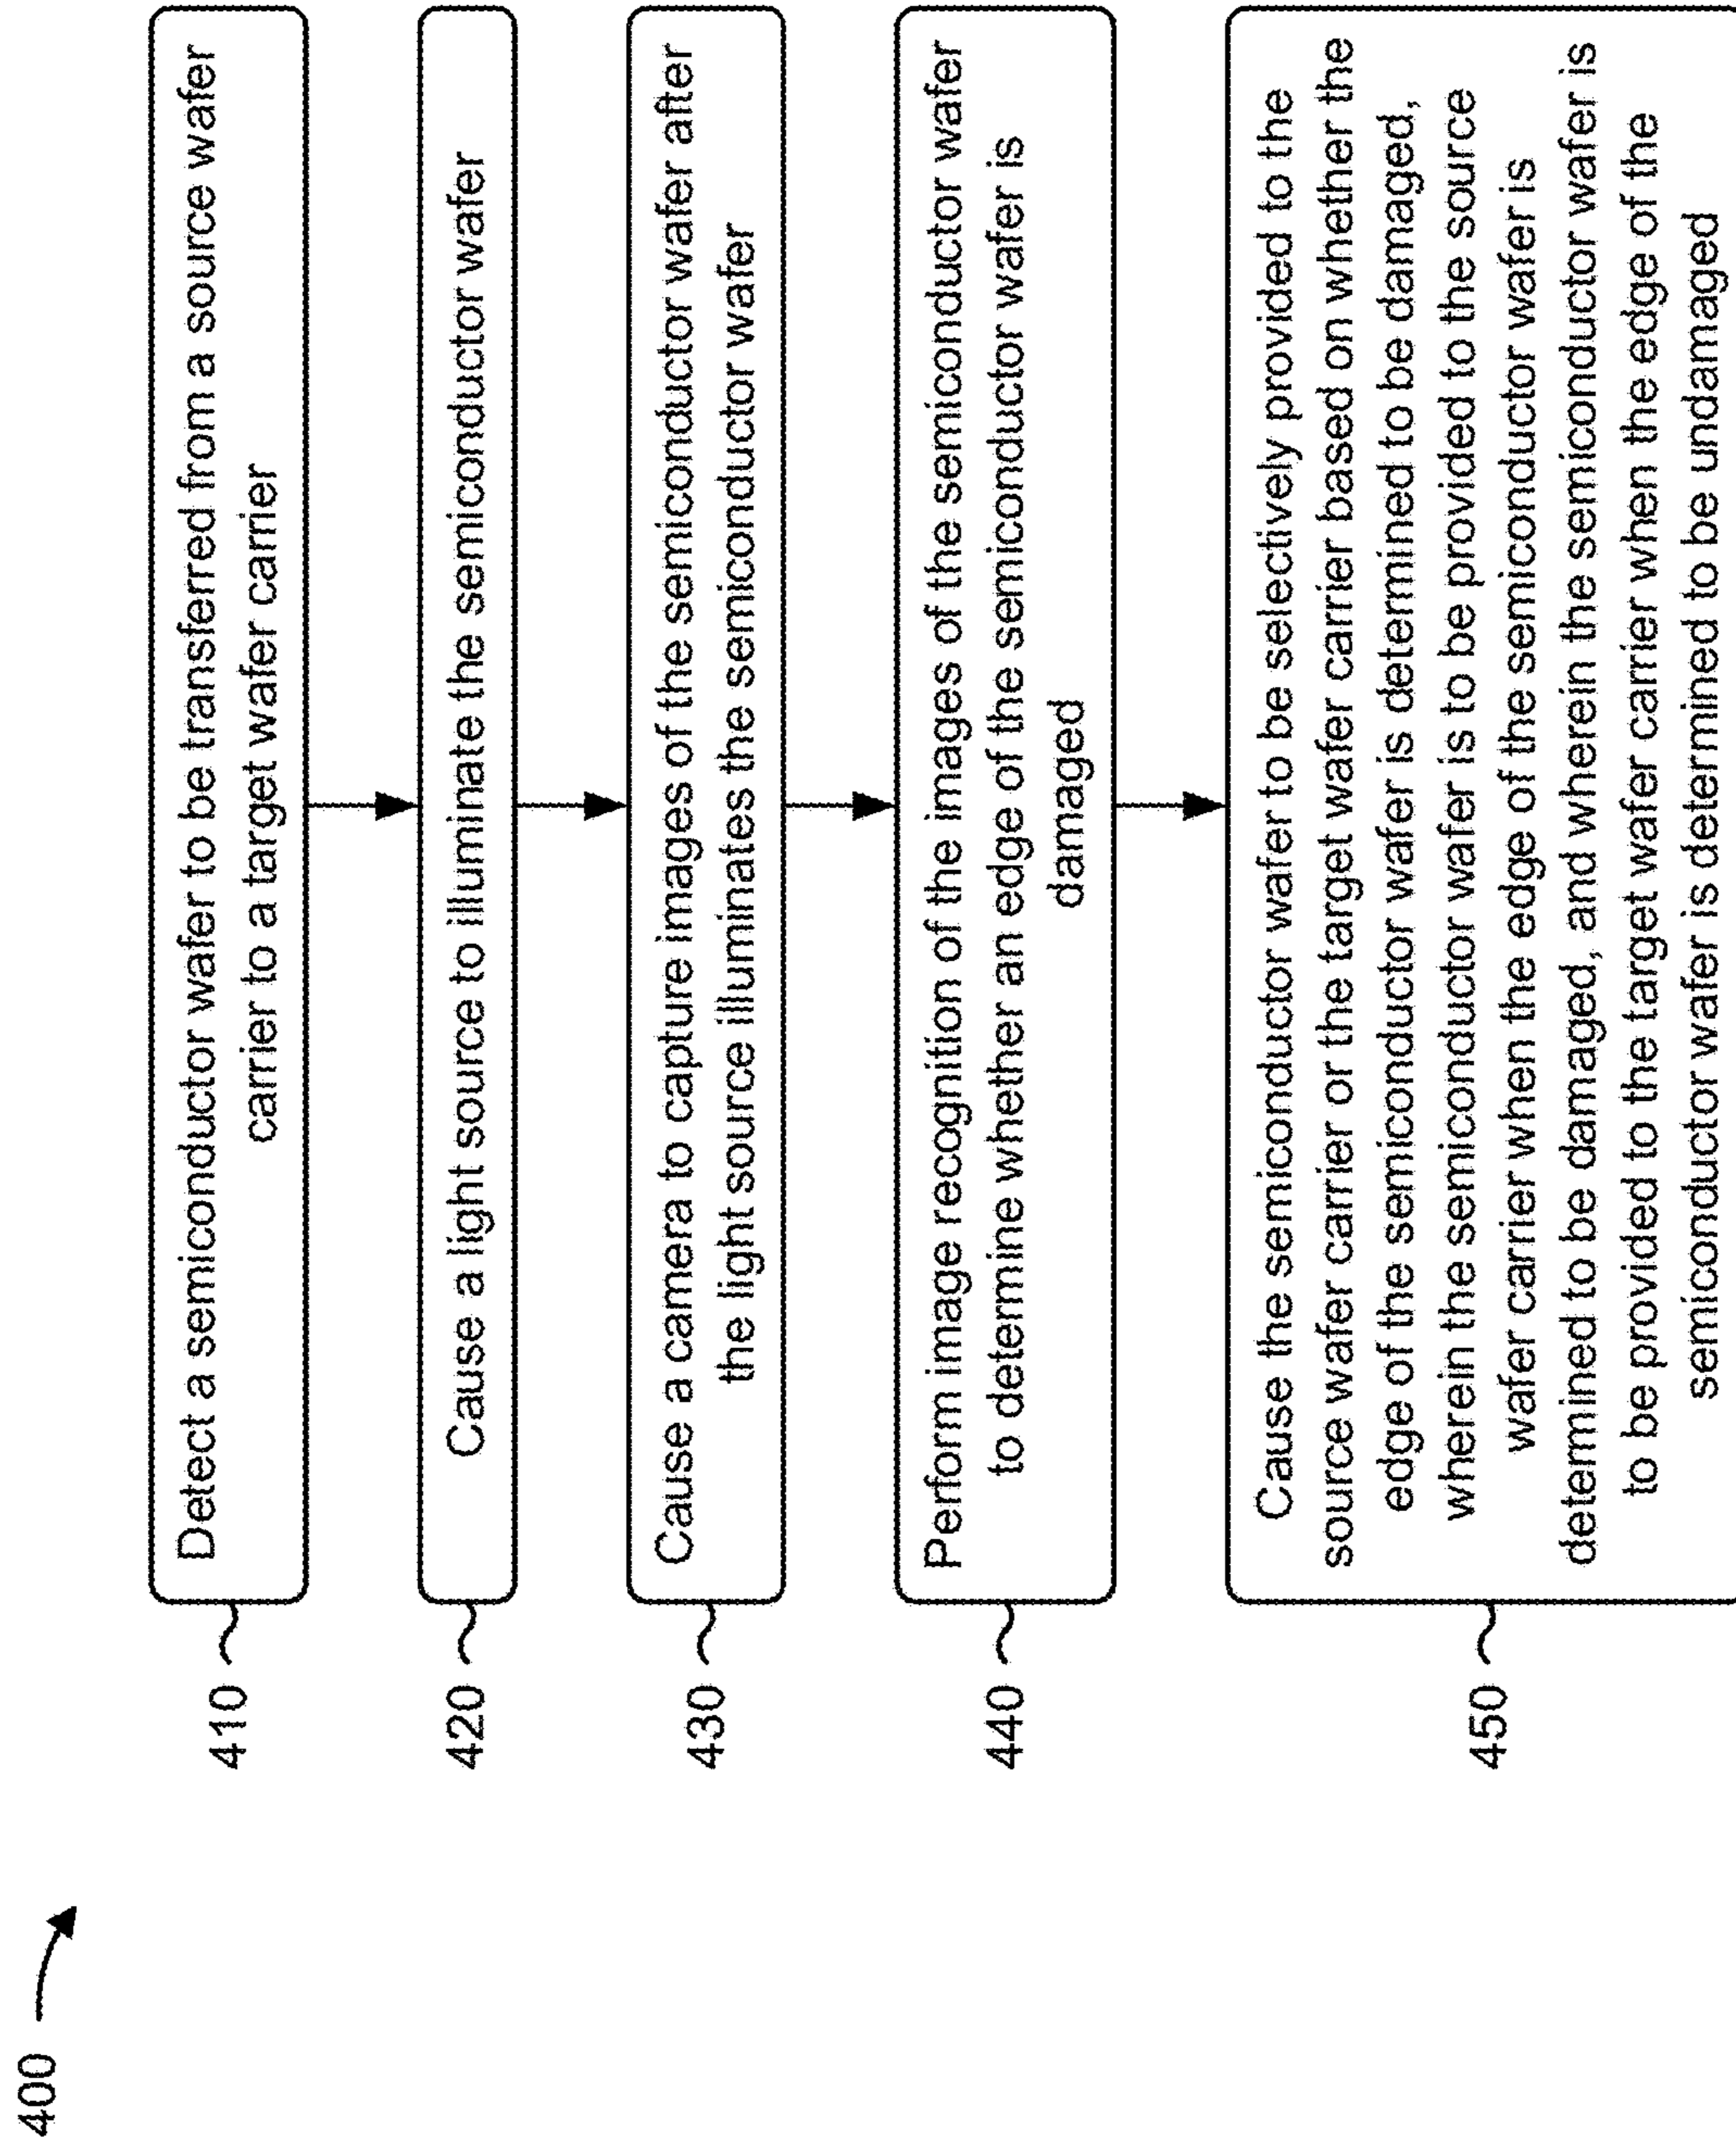 400
410
Detect a semiconductor wafer to be transferred from a source wafer
carrier to a target wafer carrier
420
Cause a light source to illuminate the semiconductor wafer
430
Cause a camera to capture images of the semiconductor wafer after
the light source illuminates the semiconductor wafer
440
Perform image recognition of the images of the semiconductor wafer
to determine whether an edge of the semiconductor wafer is
damaged
450
Cause the semiconductor wafer to be selectively provided to the
source wafer carrier or the target wafer carrier based on whether the
edge of the semiconductor wafer is determined to be damaged,
wherein the semiconductor wafer is to be provided to the source
wafer carrier when the edge of the semiconductor wafer is
determined to be damaged, and wherein the semiconductor wafer is
to be provided to the target wafer carrier when the edge of the
semiconductor wafer is determined to be undamaged